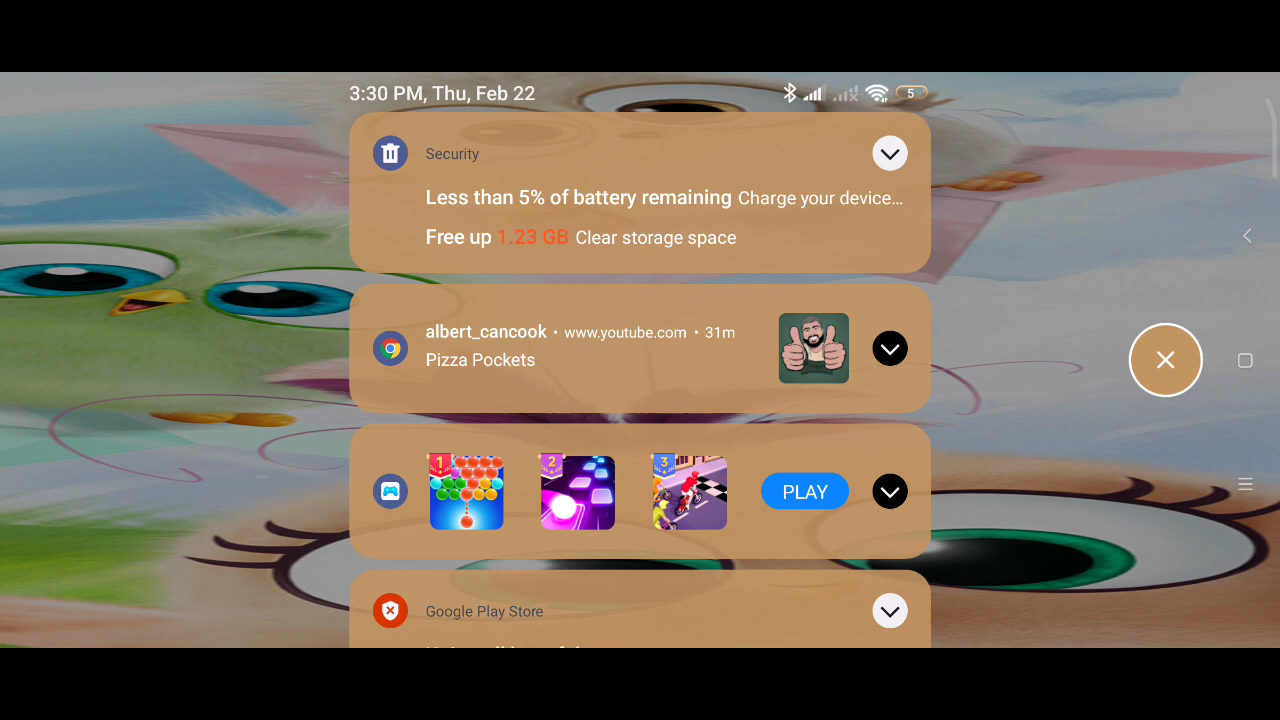 3:30 PM, Thu, Feb 22
5
Security
Less than 5% of battery remaining Charge your device...
Free up 1.23 GB Clear storage space
albert_cancook • www.youtube.com • 31m
Pizza Pockets
1
2
3
PLAY
Google Play Store